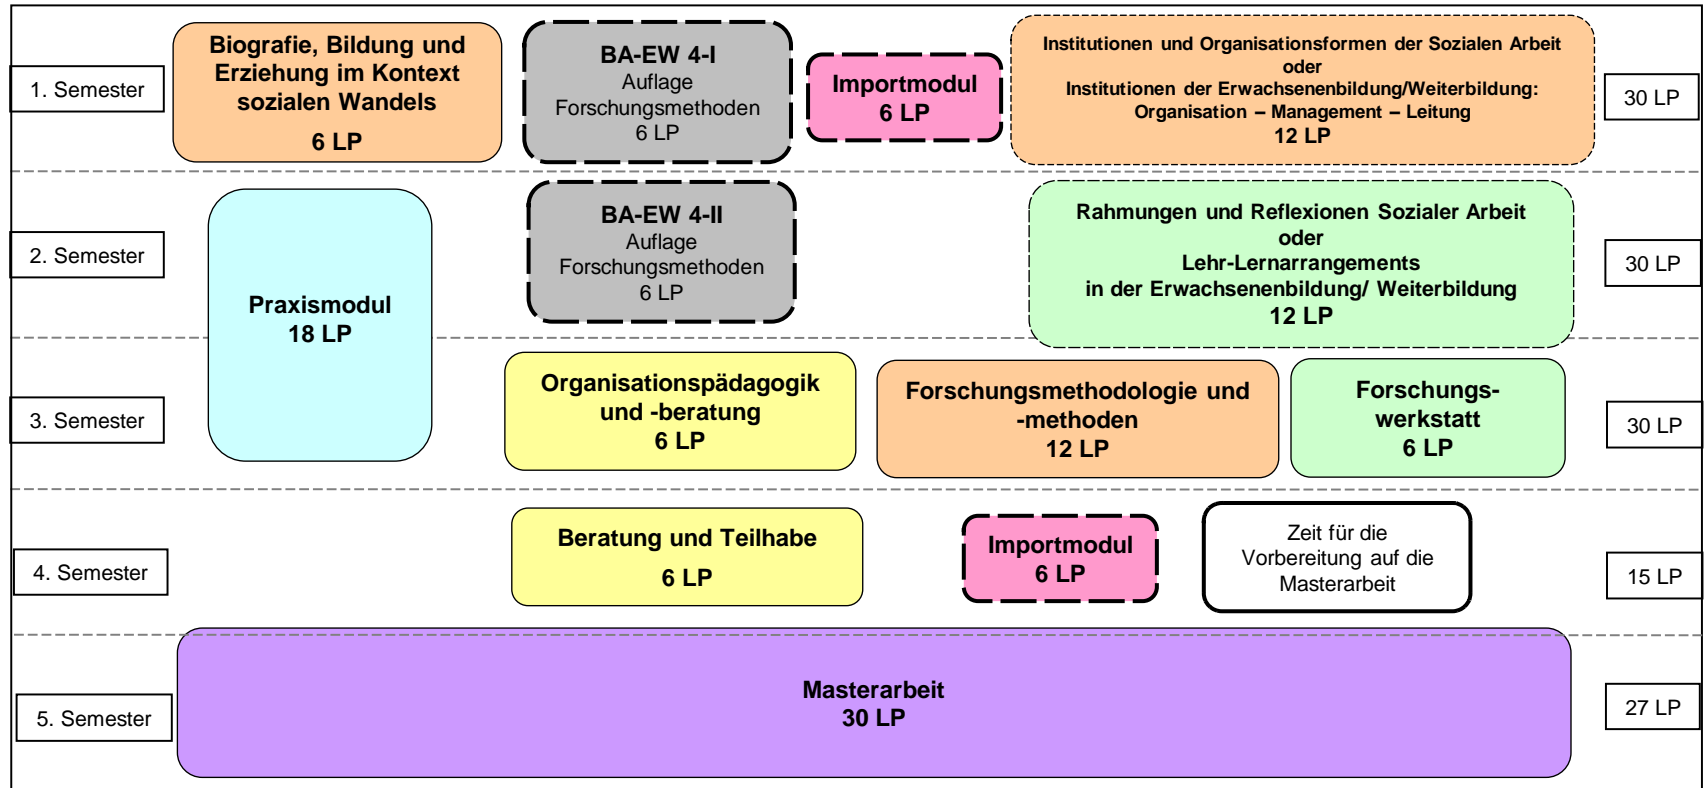 1. Semester
Biografie, Bildung und
Erziehung im Kontext
sozialen Wandels
6 LP
BA-EW 4-I
Auflage
Forschungsmethoden
6 LP
Importmodul
6 LP
Institutionen und Organisationsformen der Sozialen Arbeit
oder
Institutionen der Erwachsenenbildung/Weiterbildung:
Organisation – Management – Leitung
12 LP
30 LP
2. Semester
Praxismodul
18 LP
BA-EW 4-II
Auflage
Forschungsmethoden
6 LP
Rahmungen und Reflexionen Sozialer Arbeit
oder
Lehr-Lernarrangements
in der Erwachsenenbildung/ Weiterbildung
12 LP
30 LP
3. Semester
Organisationspädagogik
und -beratung
6 LP
Forschungsmethodologie und
-methoden
12 LP
Forschungs-
werkstatt
6 LP
30 LP
4. Semester
Beratung und Teilhabe
6 LP
Importmodul
6 LP
Zeit für die
Vorbereitung auf die
Masterarbeit
15 LP
5. Semester
Masterarbeit
30 LP
27 LP